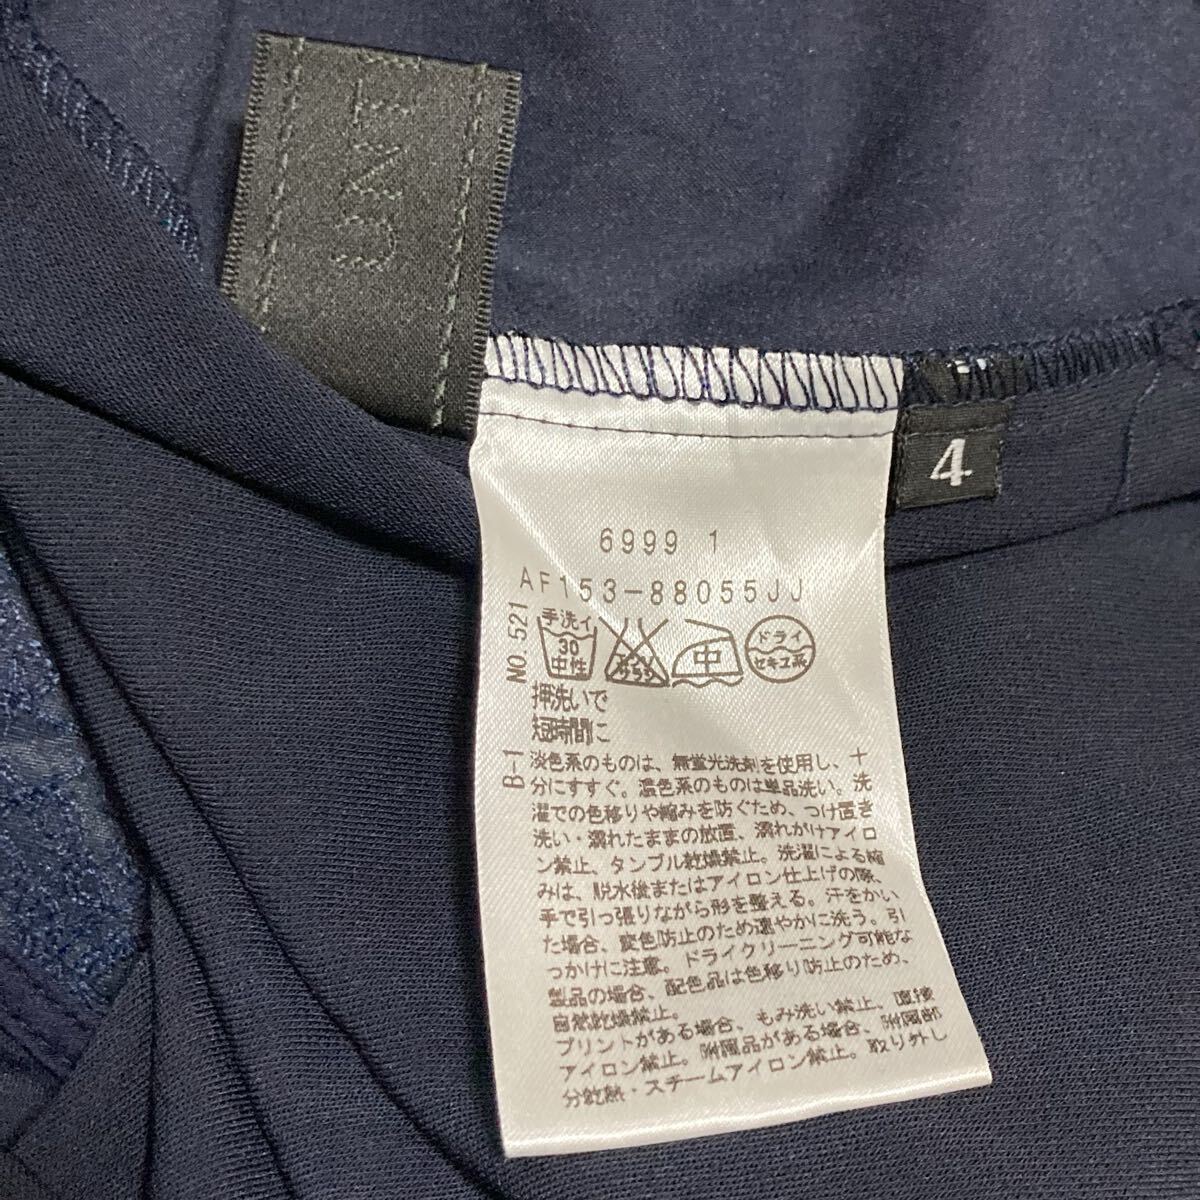 4
6999 1
AF153-88055JJ
NO.521
B-1
手洗イ
30
中性
エンソ
サラシ
中
ドライ
セキユ系
押洗いで
短時間に
淡色系のものは、無蛍光洗剤を使用し、十
分にすすぐ。濃色系のものは単品洗い。洗
濯での色移りや縮みを防ぐため、つけ置き
洗い・濡れたままの放置、濡れがけアイロ
ン禁止、タンブル乾燥禁止。洗濯による縮
みは、脱水後またはアイロン仕上げの際、
手で引っ張りながら形を整える。汗をかい
た場合、変色防止のため速やかに洗う。引
っかけに注意。ドライクリーニング可能な
製品の場合、配色品は色移り防止のため、
自然乾燥禁止。
プリントがある場合、もみ洗い禁止、直接
アイロン禁止。附属品がある場合、附属部
分乾熱・スチームアイロン禁止。取り外し